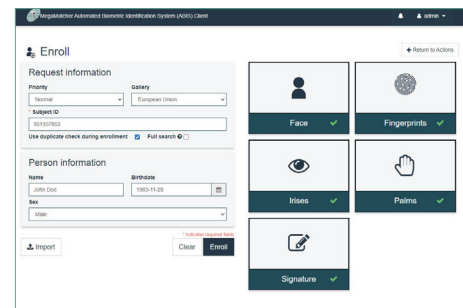 MegaMatcher Automated Biometric Identification System (ABIS) Client
admin
Enroll
Return to Actions
Request information
Priority
Gallery
Normal
European Union
* Subject ID
551357852
Use duplicate check during enrollment
Full search
Person information
Name
Birthdate
John Doe
1983-11-28
Sex
Male
* Indicates required fields
Import
Clear
Enroll
Face
Fingerprints
Irises
Palms
Signature